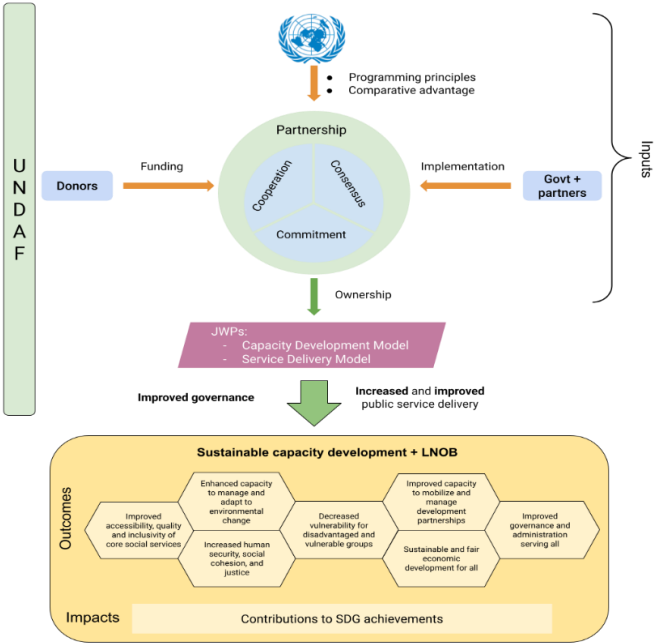 UNDAF
● Programming principles
● Comparative advantage
Inputs
Partnership
Cooperation
Consensus
Commitment
Funding
Donors
Implementation
Govt +
partners
Ownership
JWPs:
- Capacity Development Model
- Service Delivery Model
Improved governance
Increased and improved
public service delivery
Sustainable capacity development + LNOB
Outcomes
Improved
accessibility, quality
and inclusivity of
core social services
Enhanced capacity
to manage and
adapt to
environmental
change
Increased human
security, social
cohesion, and
justice
Decreased
vulnerability for
disadvantaged and
vulnerable groups
Improved capacity
to mobilize and
manage
development
partnerships
Sustainable and fair
economic
development for all
Improved
governance and
administration
serving all
Impacts
Contributions to SDG achievements